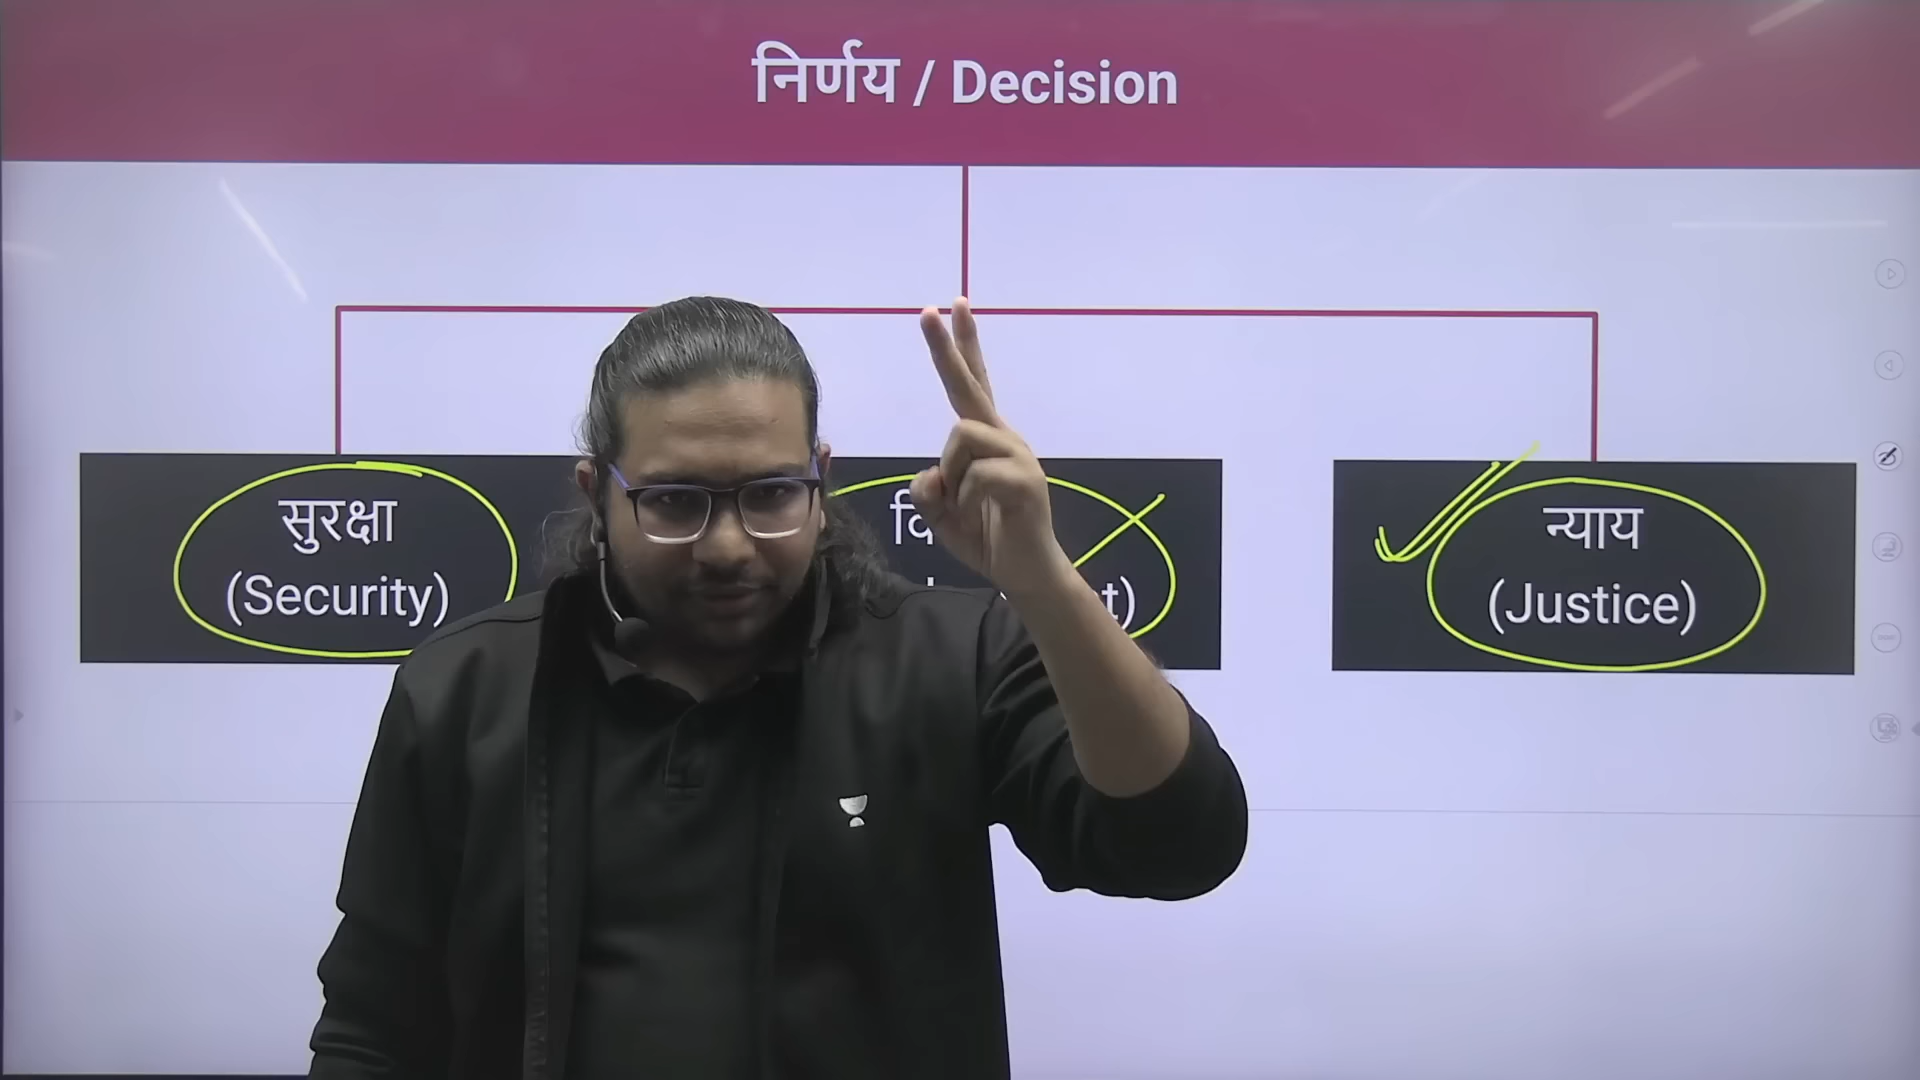 निर्णय / Decision
सुरक्षा
(Security)
न्याय
(Justice)